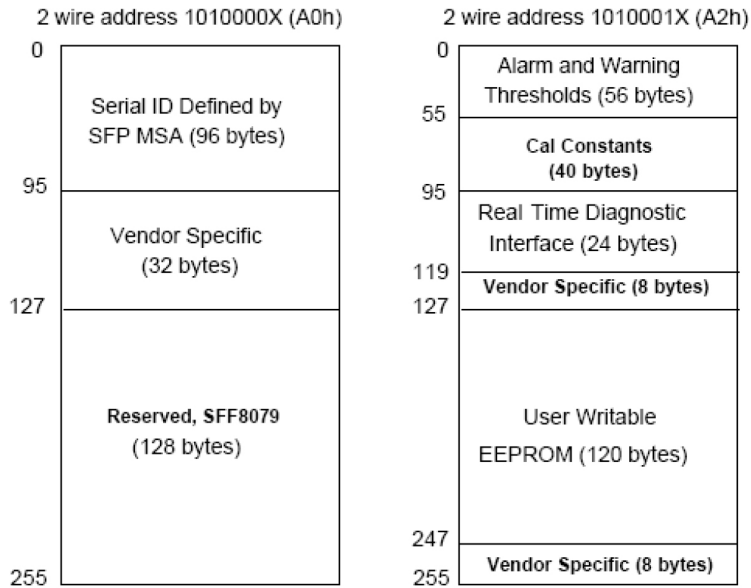 2 wire address 1010000X (A0h)
0
Serial ID Defined by
SFP MSA (96 bytes)
95
Vendor Specific
(32 bytes)
127
Reserved, SFF8079
(128 bytes)
255
2 wire address 1010001X (A2h)
0
Alarm and Warning
Thresholds (56 bytes)
55
Cal Constants
(40 bytes)
95
Real Time Diagnostic
Interface (24 bytes)
119
Vendor Specific (8 bytes)
127
User Writable
EEPROM (120 bytes)
247
Vendor Specific (8 bytes)
255